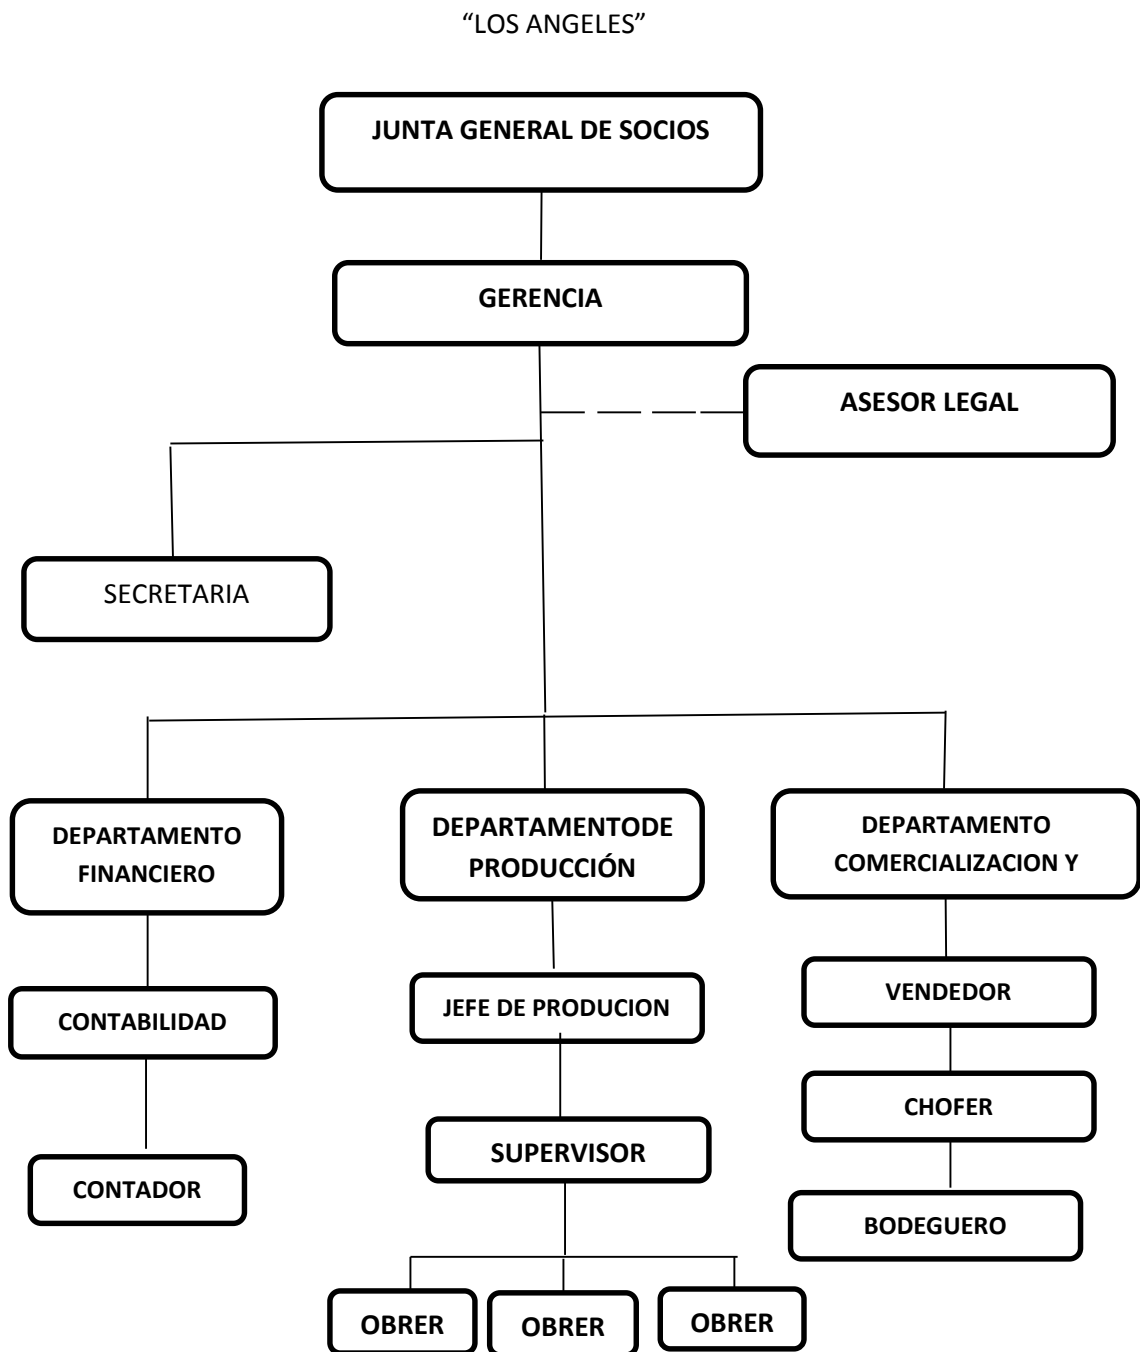 “LOS ANGELES”
JUNTA GENERAL DE SOCIOS
GERENCIA
ASESOR LEGAL
SECRETARIA
DEPARTAMENTO
FINANCIERO
DEPARTAMENTODE
PRODUCCIÓN
DEPARTAMENTO
COMERCIALIZACION Y
CONTABILIDAD
JEFE DE PRODUCION
VENDEDOR
CHOFER
SUPERVISOR
CONTADOR
BODEGUERO
OBRER
OBRER
OBRER